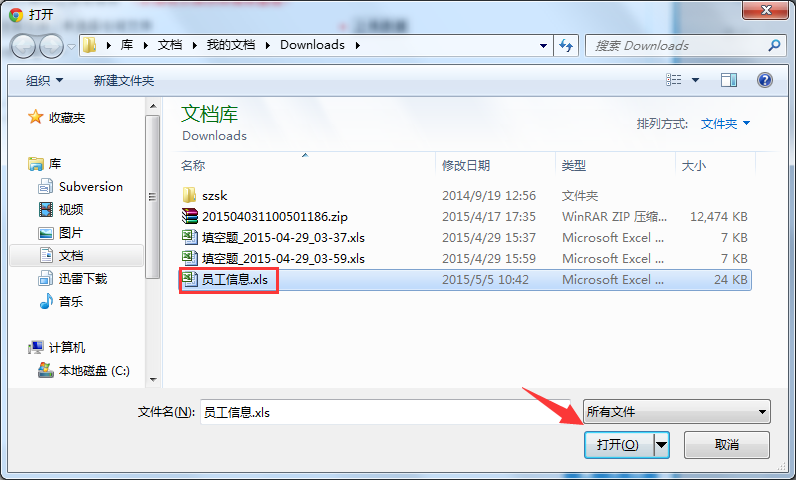 打开
库 文档 我的文档 Downloads 搜索 Downloads
组织 新建文件夹
收藏夹
库
Subversion
视频
图片
文档
迅雷下载
音乐
计算机
本地磁盘 (C:)
文档库
Downloads
排列方式: 文件夹
名称 修改日期 类型 大小
szsk 2014/9/19 12:56 文件夹
201504031100501186.zip 2015/4/17 17:35 WinRAR ZIP 压缩... 12,474 KB
填空题_2015-04-29_03-37.xls 2015/4/29 15:37 Microsoft Excel ... 7 KB
填空题_2015-04-29_03-59.xls 2015/4/29 15:59 Microsoft Excel ... 7 KB
员工信息.xls 2015/5/5 10:42 Microsoft Excel ... 24 KB
文件名(N): 员工信息.xls 所有文件
打开(O) 取消